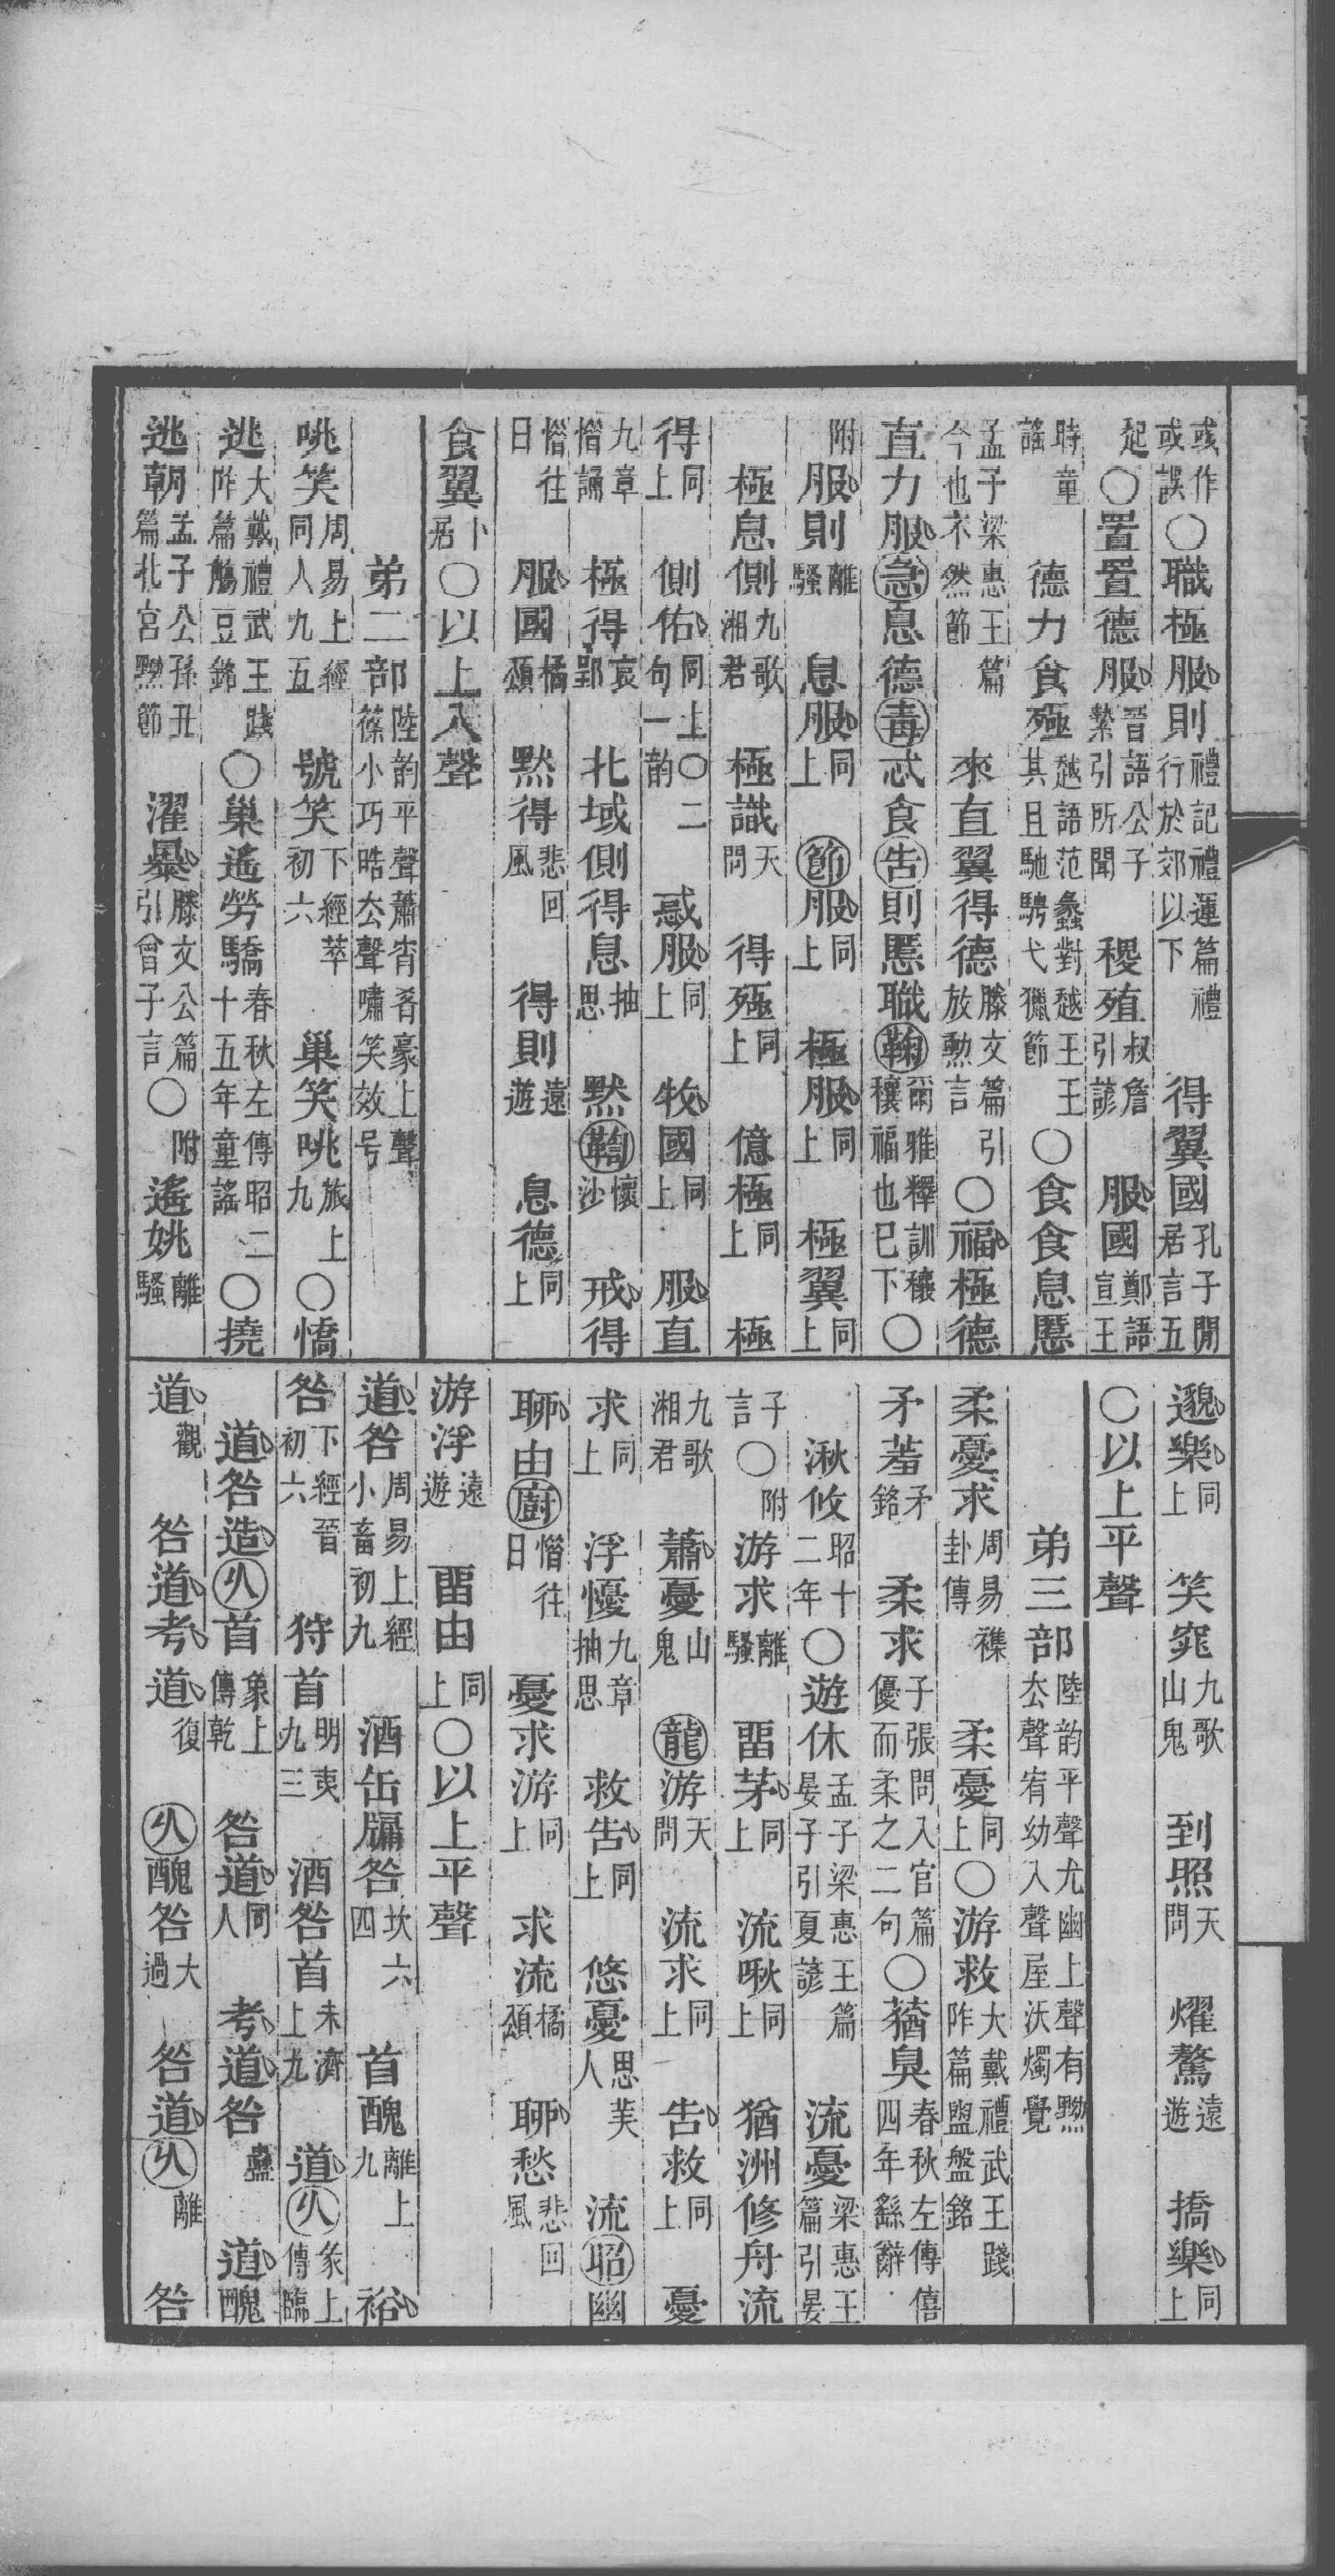 或作或誤○職極服則禮記禮運篇禮行於郊以下　得翼國孔子閒居言五
起○置置德服晉語公子縶引所聞　稷殖叔詹引諺　服國鄭語宣王
時童謠　德力食殛越語范蠡對越王王其且馳騁弋獵節○食食息慝
孟子梁惠王篇今也不然節　來直翼得德滕文篇引放勳言○福極德
直力服急息德毒忒食告則慝職鞠爾雅釋訓穰穰福也巳下○
附服則離騷　息服同上　節服同上　極服同上　極翼同上
極息側九歌湘君　極識天問　得殛同上　億極同上　極
得同上　側佑同上○二句一韵　惑服同上　牧國同上　服直
九章惜誦　極得哀郢　北域側得息抽思　默鞫懷沙　戒得
惜往日　服國橘頌　默得悲回風　得則遠遊　息德同上
食翼卜居○以上入聲
弟二部陸韵平聲蕭宵肴豪上聲篠小巧晧去聲嘯笑效号
咷笑周易上經同人九五　號笑下經萃初六　巢笑咷旅上九○憍
逃大戴禮武王踐阼篇觴豆銘○巢遙勞驕春秋左傳昭二十五年童謠○撓
逃朝孟子公孫丑篇北宮黝節　濯暴滕文公篇引曾子言○附遙姚離騷
邈樂同上　笑窕九歌山鬼　到照天問　燿驁遠遊　撟樂同上
○以上平聲
弟三部陸韵平聲尤幽上聲有黝去聲宥幼入聲屋沃燭覺
柔憂求周易襍卦傳　柔憂同上○游救大戴禮武王踐阼篇盥盤銘
矛羞矛銘　柔求子張問入官篇優而柔之二句○蕕臭春秋左傳僖四年繇辭
湫攸昭十二年○遊休孟子梁惠王篇晏子引夏諺　流憂梁惠王篇引晏
子言○附游求離騷　畱茅同上　流啾同上　猶洲修舟流
九歌湘君　蕭憂山鬼　龍游天問　流求同上　告救同上　憂
求同上　浮懮九章抽思　救告同上　悠憂思美人　流昭幽
聊由廚惜往日　憂求游同上　求流橘頌　聊愁悲回風
游浮遠遊　畱由同上○以上平聲
道咎周易上經小畜初九　酒缶牖咎坎六四　首醜離上九　裕
咎下經晉初六　狩首明夷九三　酒咎首未濟上九　道久象上傳臨
道咎造久首象上傳乾　咎道同人　考道咎蠱　道醜
道觀　咎道考道復　久醜咎大過　咎道久離　咎